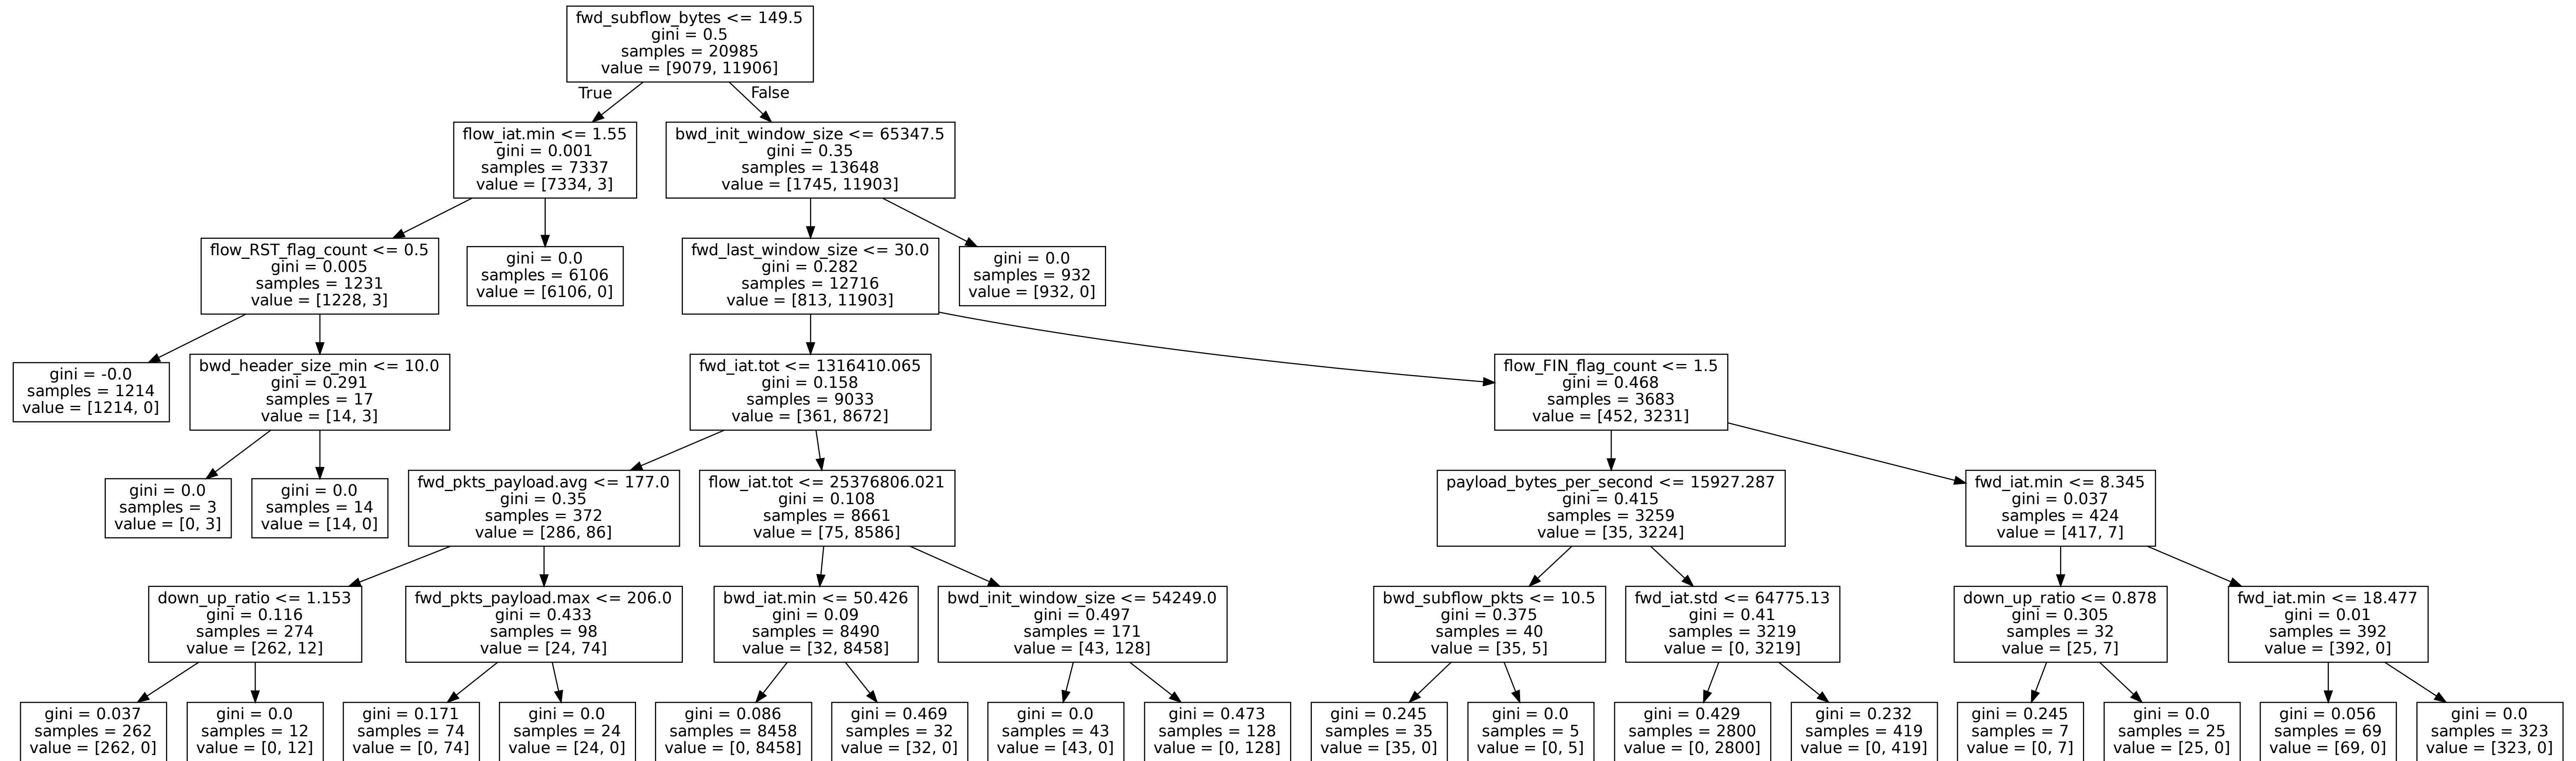 fwd_subflow_bytes <= 149.5
gini = 0.5
samples = 20985
value = [9079, 11906]
True
False
flow_iat.min <= 1.55
gini = 0.001
samples = 7337
value = [7334, 3]
bwd_init_window_size <= 65347.5
gini = 0.35
samples = 13648
value = [1745, 11903]
flow_RST_flag_count <= 0.5
gini = 0.005
samples = 1231
value = [1228, 3]
gini = 0.0
samples = 6106
value = [6106, 0]
fwd_last_window_size <= 30.0
gini = 0.282
samples = 12716
value = [813, 11903]
gini = 0.0
samples = 932
value = [932, 0]
gini = -0.0
samples = 1214
value = [1214, 0]
bwd_header_size_min <= 10.0
gini = 0.291
samples = 17
value = [14, 3]
fwd_iat.tot <= 1316410.065
gini = 0.158
samples = 9033
value = [361, 8672]
flow_FIN_flag_count <= 1.5
gini = 0.468
samples = 3683
value = [452, 3231]
gini = 0.0
samples = 3
value = [0, 3]
gini = 0.0
samples = 14
value = [14, 0]
fwd_pkts_payload.avg <= 177.0
gini = 0.35
samples = 372
value = [286, 86]
flow_iat.tot <= 25376806.021
gini = 0.108
samples = 8661
value = [75, 8586]
payload_bytes_per_second <= 15927.287
gini = 0.415
samples = 3259
value = [35, 3224]
fwd_iat.min <= 8.345
gini = 0.037
samples = 424
value = [417, 7]
down_up_ratio <= 1.153
gini = 0.116
samples = 274
value = [262, 12]
fwd_pkts_payload.max <= 206.0
gini = 0.433
samples = 98
value = [24, 74]
bwd_iat.min <= 50.426
gini = 0.09
samples = 8490
value = [32, 8458]
bwd_init_window_size <= 54249.0
gini = 0.497
samples = 171
value = [43, 128]
bwd_subflow_pkts <= 10.5
gini = 0.375
samples = 40
value = [35, 5]
fwd_iat.std <= 64775.13
gini = 0.41
samples = 3219
value = [0, 3219]
down_up_ratio <= 0.878
gini = 0.305
samples = 32
value = [25, 7]
fwd_iat.min <= 18.477
gini = 0.01
samples = 392
value = [392, 0]
gini = 0.037
samples = 262
value = [262, 0]
gini = 0.0
samples = 12
value = [0, 12]
gini = 0.171
samples = 74
value = [0, 74]
gini = 0.0
samples = 24
value = [24, 0]
gini = 0.086
samples = 8458
value = [0, 8458]
gini = 0.469
samples = 32
value = [32, 0]
gini = 0.0
samples = 43
value = [43, 0]
gini = 0.473
samples = 128
value = [0, 128]
gini = 0.245
samples = 35
value = [35, 0]
gini = 0.0
samples = 5
value = [0, 5]
gini = 0.429
samples = 2800
value = [0, 2800]
gini = 0.232
samples = 419
value = [0, 419]
gini = 0.245
samples = 7
value = [0, 7]
gini = 0.0
samples = 25
value = [25, 0]
gini = 0.056
samples = 69
value = [69, 0]
gini = 0.0
samples = 323
value = [323, 0]